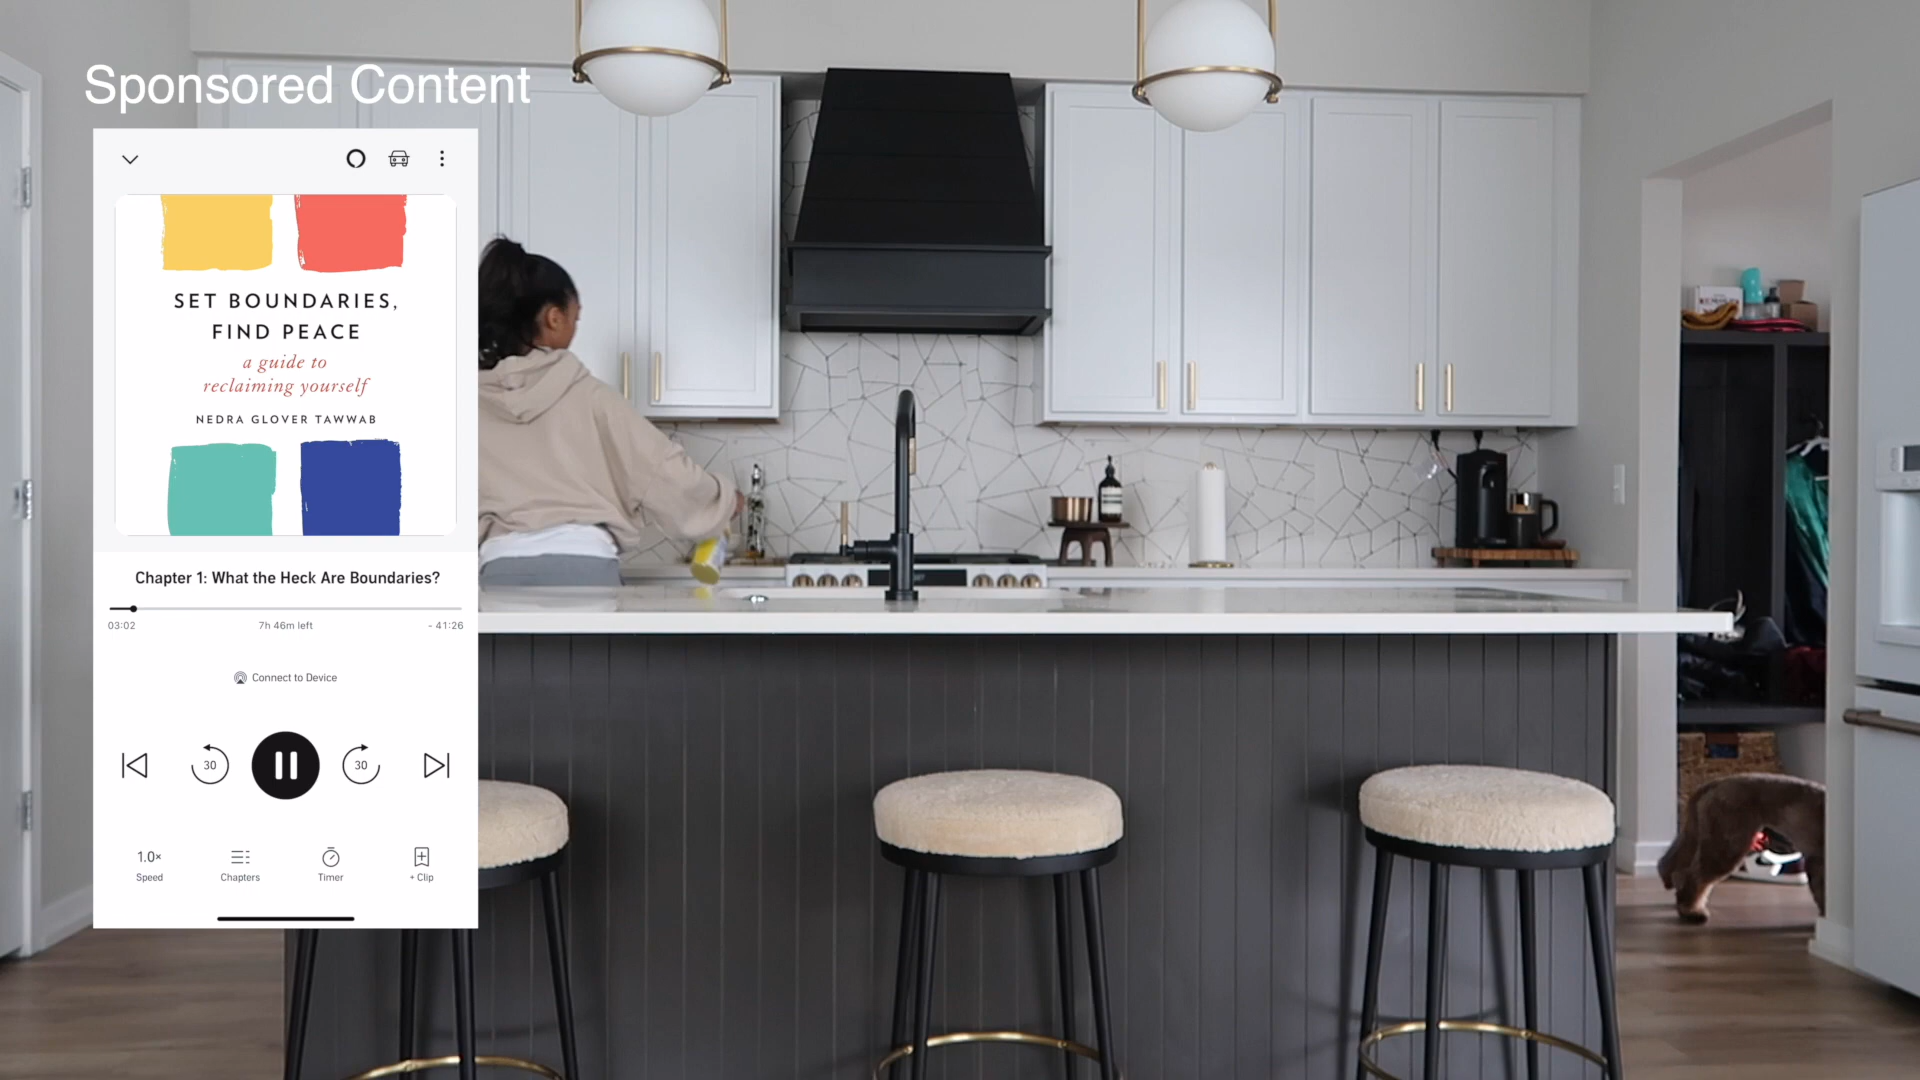 Sponsored Content
SET BOUNDARIES,
FIND PEACE
a guide to
reclaiming yourself
NEDRA GLOVER TAWWAB
Chapter 1: What the Heck Are Boundaries?
03:02
7h 46m left
- 41:26
Connect to Device
30
30
1.0×
Speed
Chapters
Timer
+ Clip